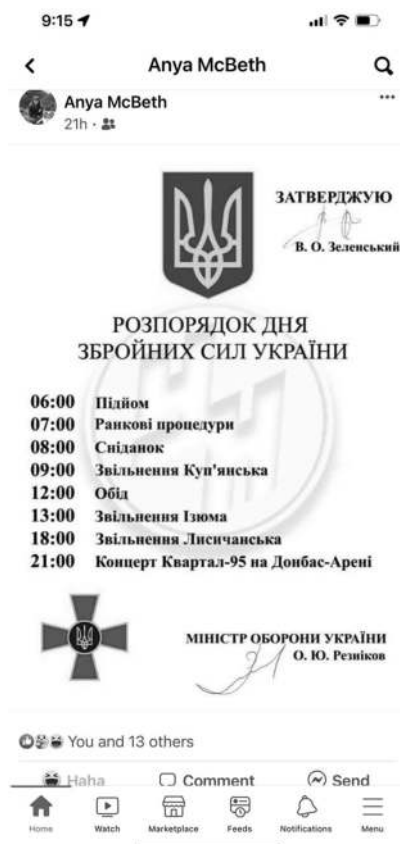 9:15
Anya McBeth
Anya McBeth
21h ·
ЗАТВЕРДЖУЮ
В. О. Зеленський
РОЗПОРЯДОК ДНЯ
ЗБРОЙНИХ СИЛ УКРАЇНИ
06:00 Підйом
07:00 Ранкові процедури
08:00 Сніданок
09:00 Звільнення Куп'янська
12:00 Обід
13:00 Звільнення Ізюма
18:00 Звільнення Лисичанська
21:00 Концерт Квартал-95 на Донбас-Арені
МІНІСТР ОБОРОНИ УКРАЇНИ
О. Ю. Резніков
You and 13 others
Haha Comment Send
Home Watch Marketplace Feeds Notifications Menu